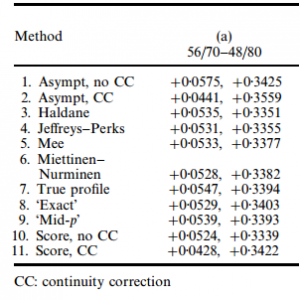 Method (a)
56/70–48/80
1. Asympt, no CC +0·0575, +0·3425
2. Asympt, CC +0·0441, +0·3559
3. Haldane +0·0535, +0·3351
4. Jeffreys–Perks +0·0531, +0·3355
5. Mee +0·0533, +0·3377
6. Miettinen–
Nurminen +0·0528, +0·3382
7. True profile +0·0547, +0·3394
8. ‘Exact’ +0·0529, +0·3403
9. ‘Mid-p’ +0·0539, +0·3393
10. Score, no CC +0·0524, +0·3339
11. Score, CC +0·0428, +0·3422
CC: continuity correction